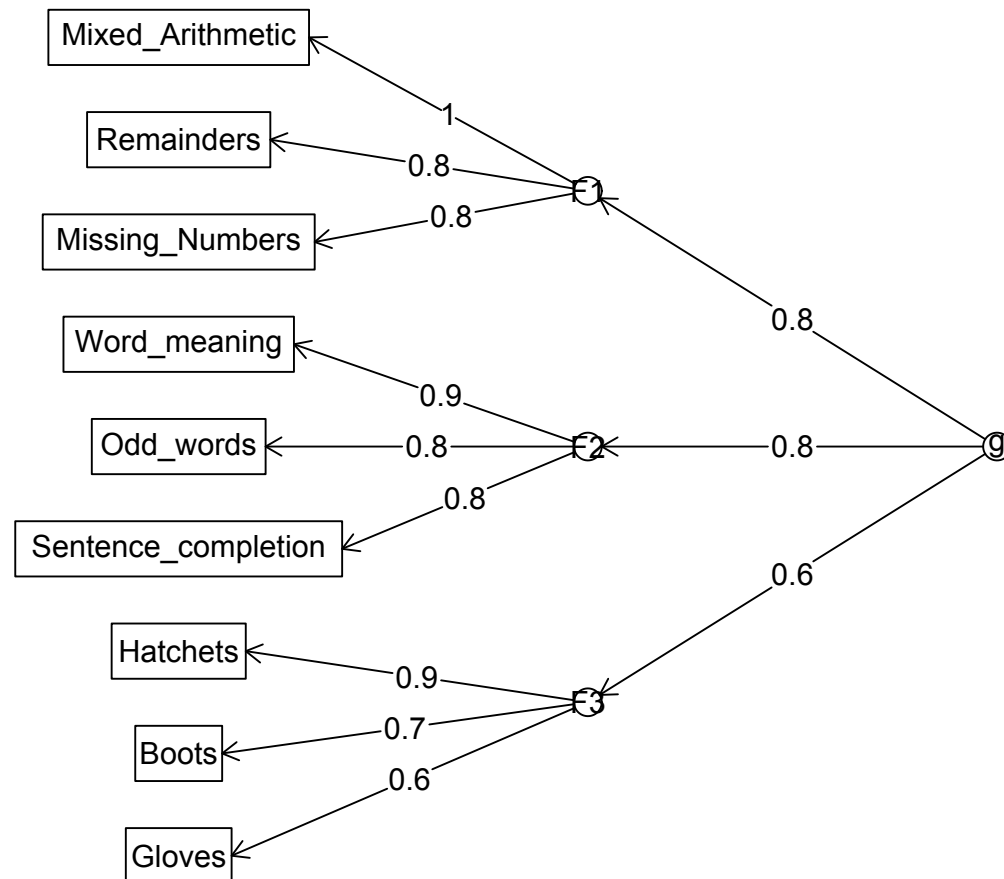 Mixed_Arithmetic
1
Remainders
0.8
F1
0.8
Missing_Numbers
0.8
Word_meaning
0.9
Odd_words
0.8
F2
0.8
g
0.8
Sentence_completion
0.6
Hatchets
0.9
F3
0.7
Boots
0.6
Gloves